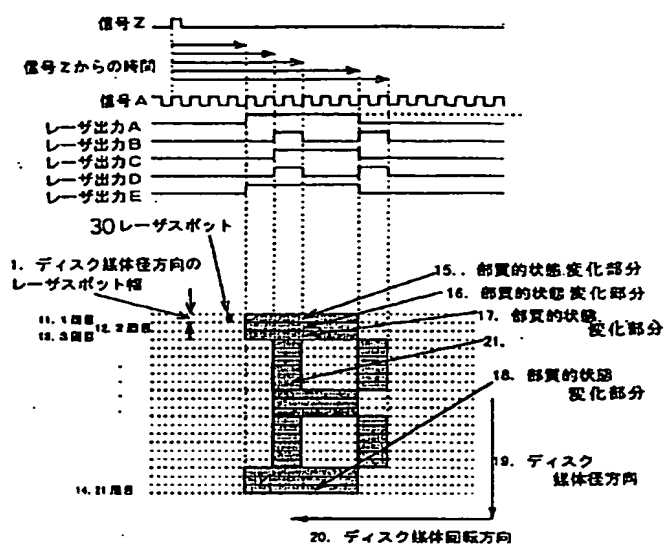 信号Z
信号Zからの時間
信号A
レーザ出力A
レーザ出力B
レーザ出力C
レーザ出力D
レーザ出力E
30レーザスポット
1. ディスク媒体径方向の
レーザスポット幅
11. 1回目
12. 2回目
13. 3回目
14. 21回目
15.. 部質的状態変化部分
16. 部質的状態変化部分
17. 部質的状態
変化部分
21.
18. 部質的状態
変化部分
19. ディスク
媒体径方向
20. ディスク媒体回転方向